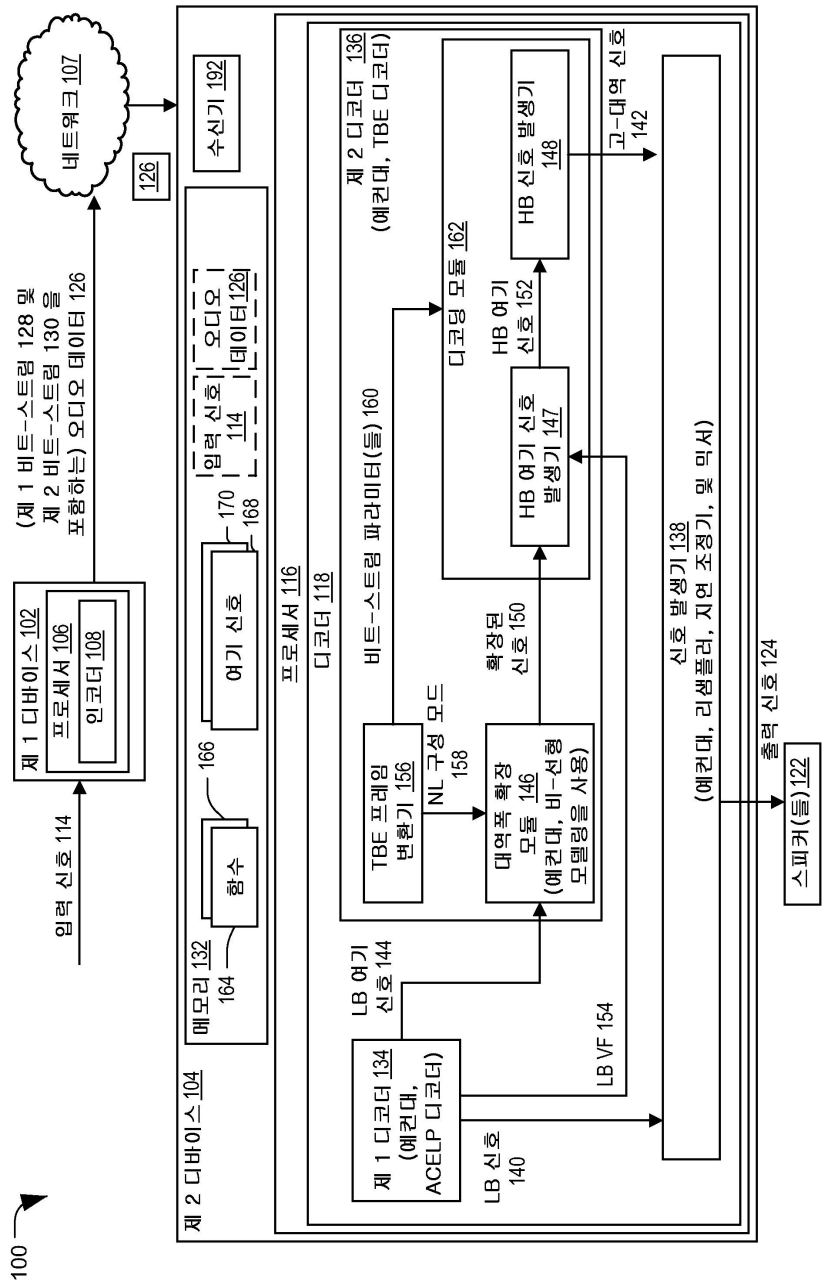 100
입력 신호 114
제 1 디바이스 102
프로세서 106
인코더 108
(제 1 비트-스트림 128 및
제 2 비트-스트림 130 을
포함하는) 오디오 데이터 126
네트워크 107
126
제 2 디바이스 104
메모리 132
164
함수
166
여기 신호
170
168
입력 신호
114
오디오
데이터 126
수신기 192
프로세서 116
디코더 118
제 1 디코더 134
(예컨대,
ACELP 디코더)
LB 여기
신호 144
LB 신호
140
LB VF 154
제 2 디코더 136
(예컨대, TBE 디코더)
TBE 프레임
변환기 156
비트-스트림 파라미터(들) 160
NL 구성 모드
158
대역폭 확장
모듈 146
(예컨대, 비-선형
모델링을 사용)
확장된
신호 150
디코딩 모듈 162
HB 여기 신호
발생기 147
HB 여기
신호 152
HB 신호 발생기
148
고-대역 신호
142
신호 발생기 138
(예컨대, 리샘플러, 지연 조정기, 및 믹서)
출력 신호 124
스피커(들) 122